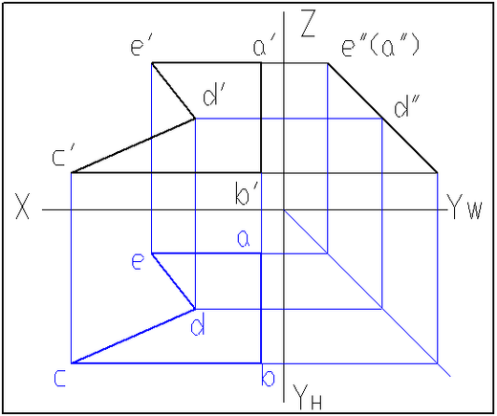 Z
e′ a′ e″(a″)
d′ d″
c′
b′
X YW
a
e
d
c b
YH